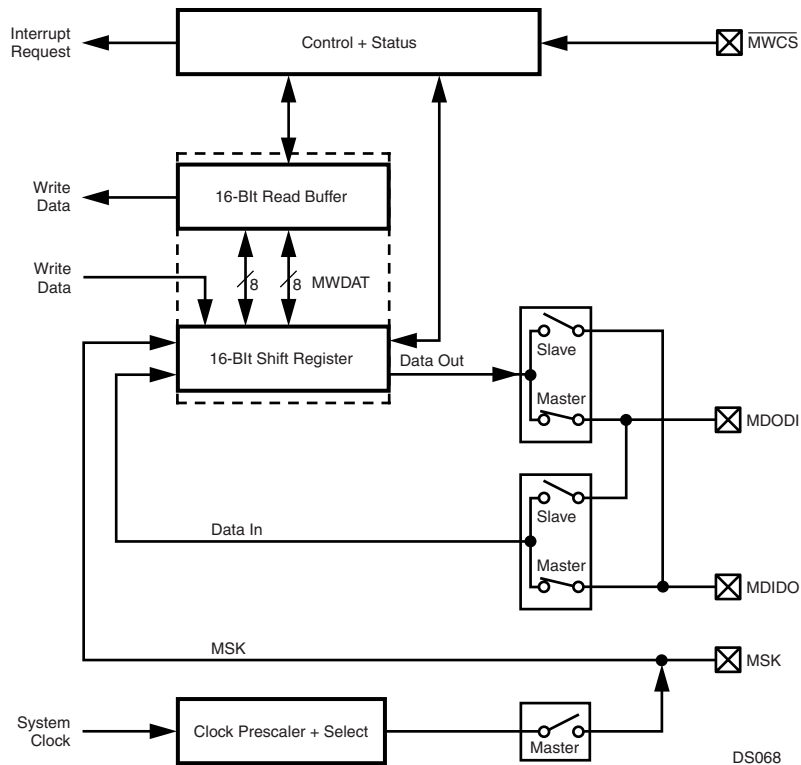 Interrupt
Request
Control + Status
MWCS
Write
Data
16-BIt Read Buffer
Write
Data
8
8
MWDAT
16-BIt Shift Register
Data Out
Slave
Master
MDODI
Slave
Data In
Master
MDIDO
MSK
MSK
System
Clock
Clock Prescaler + Select
Master
DS068